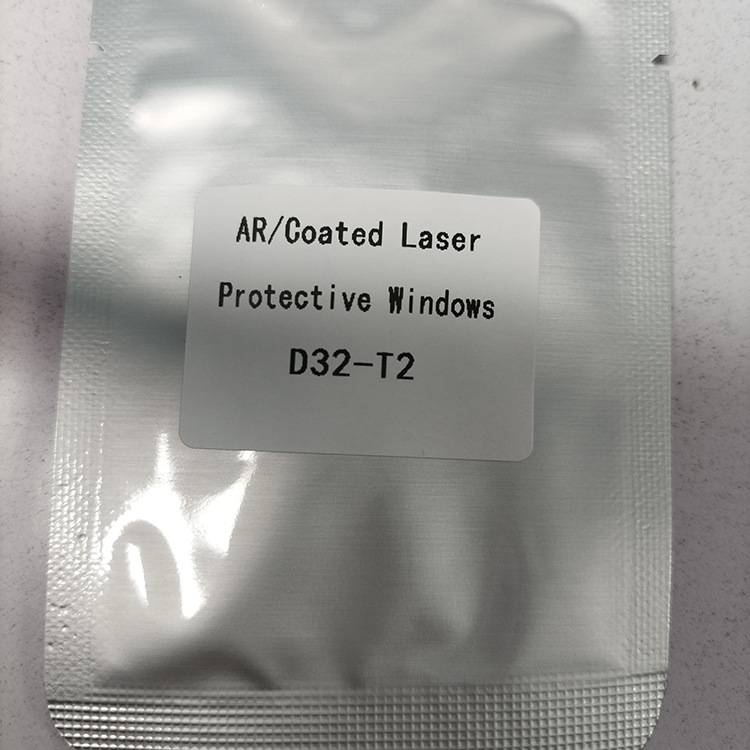 AR/Coated Laser
Protective Windows
D32-T2